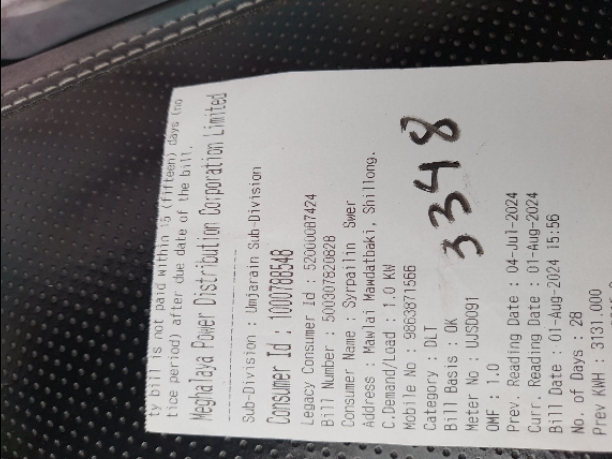 ty bill is not paid within 15 (fifteen) days (no
tice period) after due date of the bill.
Meghalaya Power Distribution Corporation Limited
Sub-Division : Umjarain Sub-Division
Consumer Id : 1000788548
Legacy Consumer Id : 52000087424
Bill Number : 500307820828
Consumer Name : Syrpailin Swer
Address : Mawlai Mawdatbaki, Shillong.
C.Demand/Load : 1.0 KW
Mobile No : 9863871566
Category : DLT
Bill Basis : OK
3348
Meter No : UJSD091
OMF : 1.0
Prev. Reading Date : 04-Jul-2024
Curr. Reading Date : 01-Aug-2024
Bill Date : 01-Aug-2024 15:56
No. of Days : 28
Prev KWH 3131.000